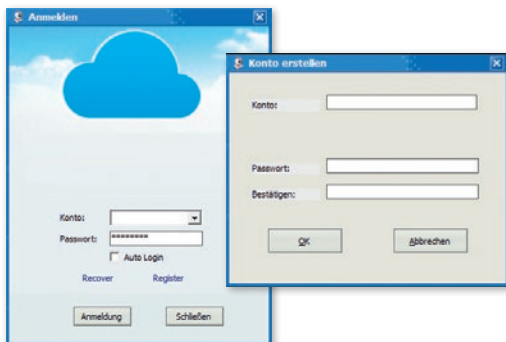 Anmelden
Konto:
Passwort: ********
Auto Login
Recover Register
Anmeldung Schließen
Konto erstellen
Konto:
Passwort:
Bestätigen:
OK Abbrechen